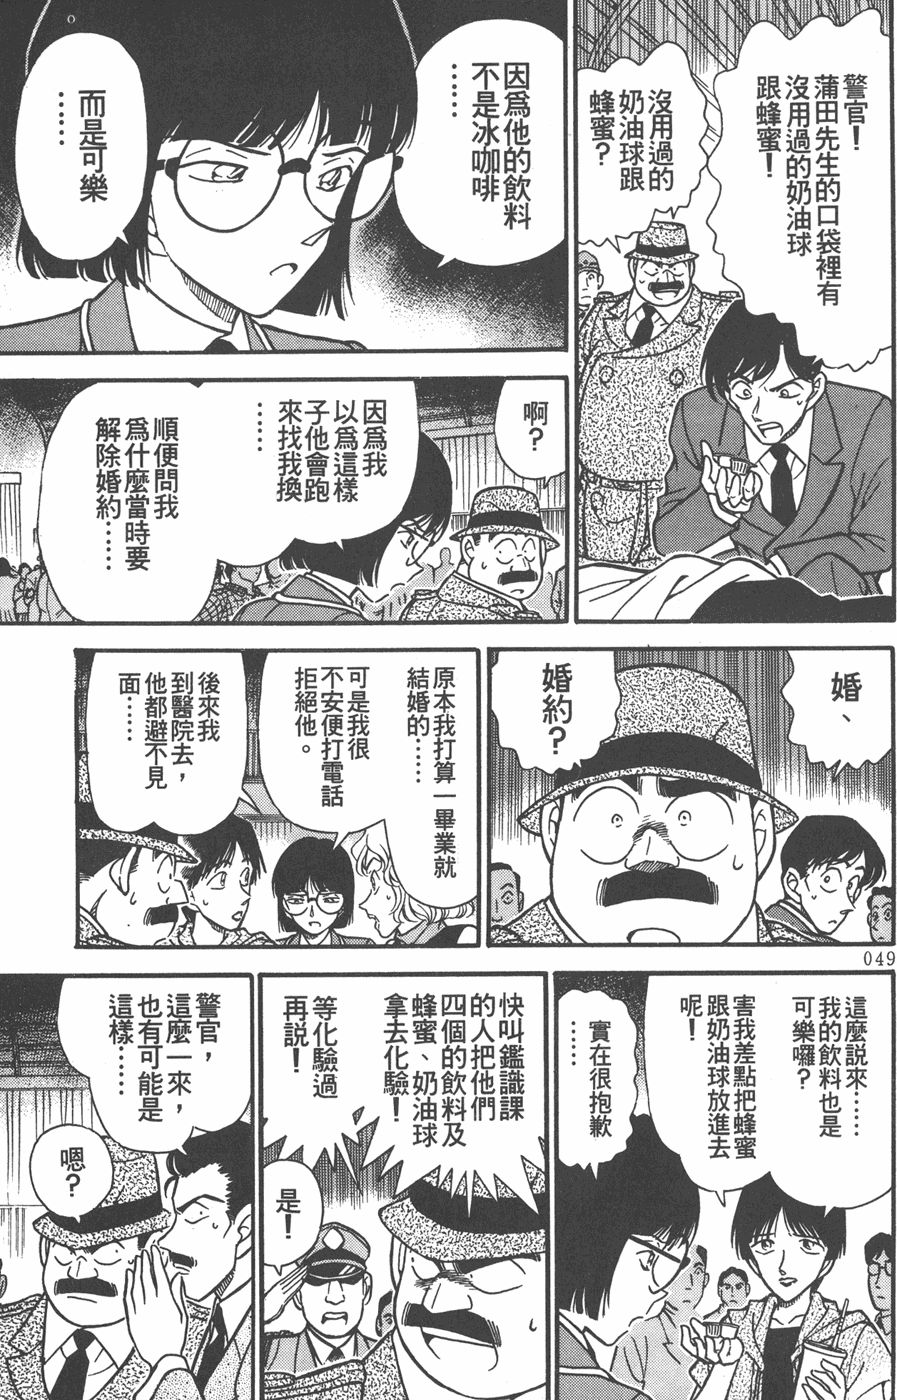 警官！
蒲田先生的口袋裡有
沒用過的奶油球
跟蜂蜜！
沒用過的
奶油球跟
蜂蜜？
因爲他的飲料
不是冰咖啡
……
而是可樂
……
啊？
因爲我
以爲這樣
子他會跑
來找我換
……
順便問我
爲什麼當時要
解除婚約……
婚、
婚約？
原本我打算一畢業就
結婚的……
可是我很
不安便打電話
拒絕他。
後來我
到醫院去，
他都避不見
面……
049
這麼說來……
我的飲料也是
可樂囉？
害我差點把蜂蜜
跟奶油球放進去
呢！
實在很抱歉
……
快叫鑑識課
的人把他們
四個的飲料及
蜂蜜、奶油球
拿去化驗！
等化驗過
再說！
是！
警官，
這麼一來，
也有可能是
這樣……
嗯？